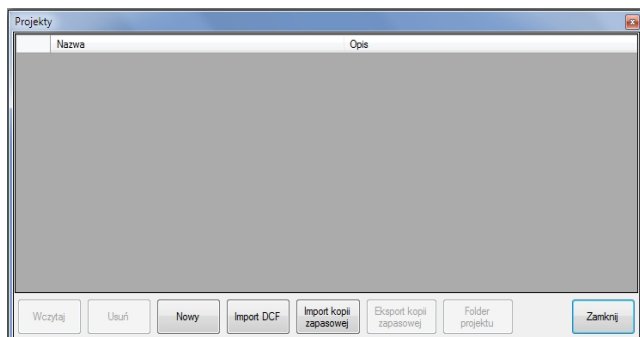 Projekty
Nazwa Opis
Wczytaj Usuń Nowy Import DCF Import kopii zapasowej Eksport kopii zapasowej Folder projektu Zamknij